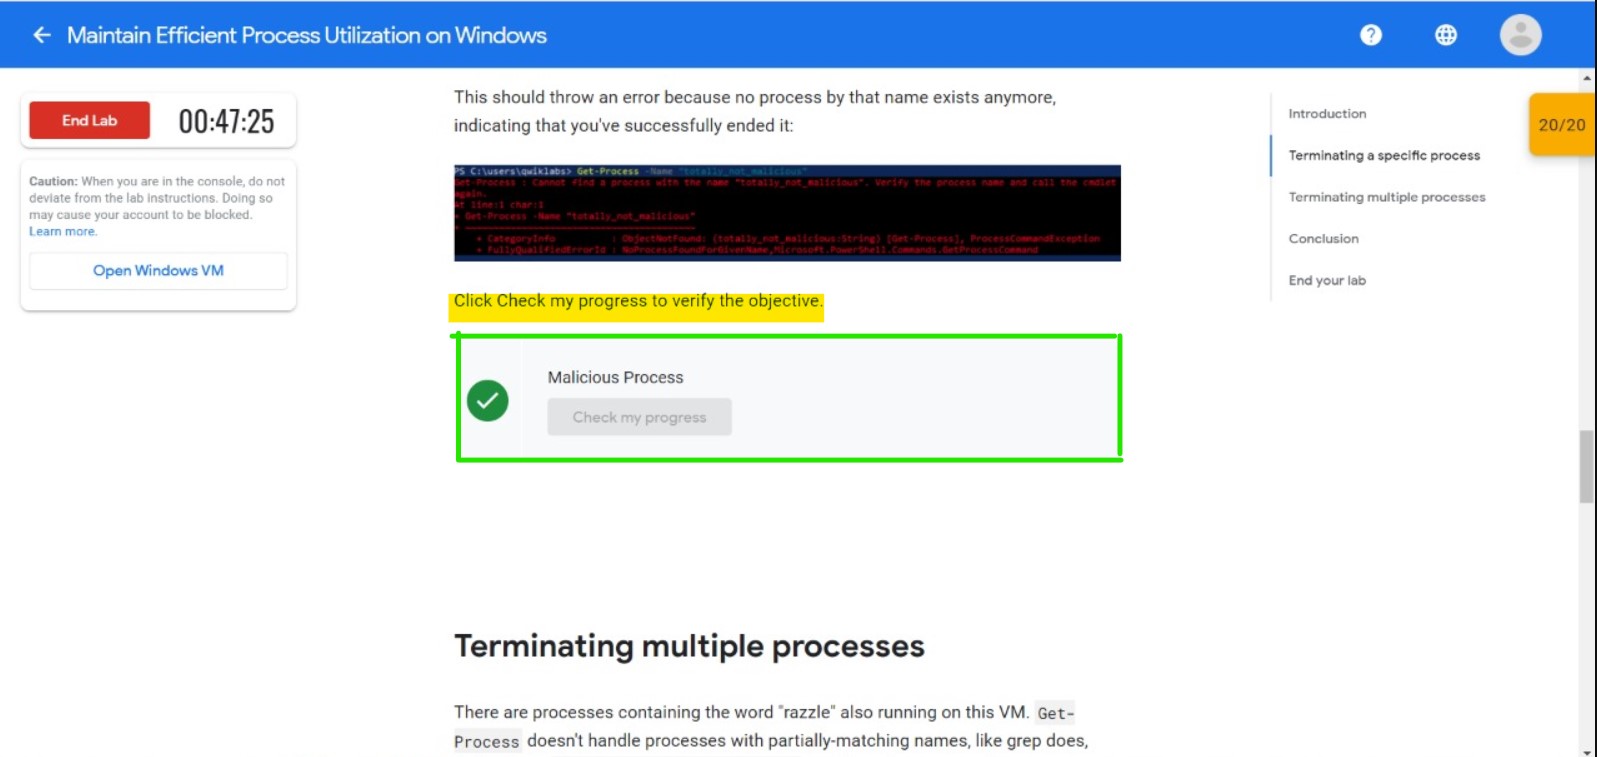 Maintain Efficient Process Utilization on Windows
?
End Lab
00:47:25
Caution: When you are in the console, do not
deviate from the lab instructions. Doing so
may cause your account to be blocked.
Learn more.
Open Windows VM
This should throw an error because no process by that name exists anymore,
indicating that you've successfully ended it:
PS C:\users\qwiklabs> Get-Process -Name "totally_not_malicious"
Get-Process : Cannot find a process with the name "totally_not_malicious". Verify the process name and call the cmdlet
again.
At line:1 char:1
+ Get-Process -Name "totally_not_malicious"
+ CategoryInfo : ObjectNotFound: (totally_not_malicious:String) [Get-Process], ProcessCommandException
+ FullyQualifiedErrorId : NoProcessFoundForGivenName,Microsoft.PowerShell.Commands.GetProcessCommand
Click Check my progress to verify the objective.
Malicious Process
Check my progress
Terminating multiple processes
There are processes containing the word "razzle" also running on this VM. Get-
Process doesn't handle processes with partially-matching names, like grep does,
Introduction
Terminating a specific process
Terminating multiple processes
Conclusion
End your lab
20/20